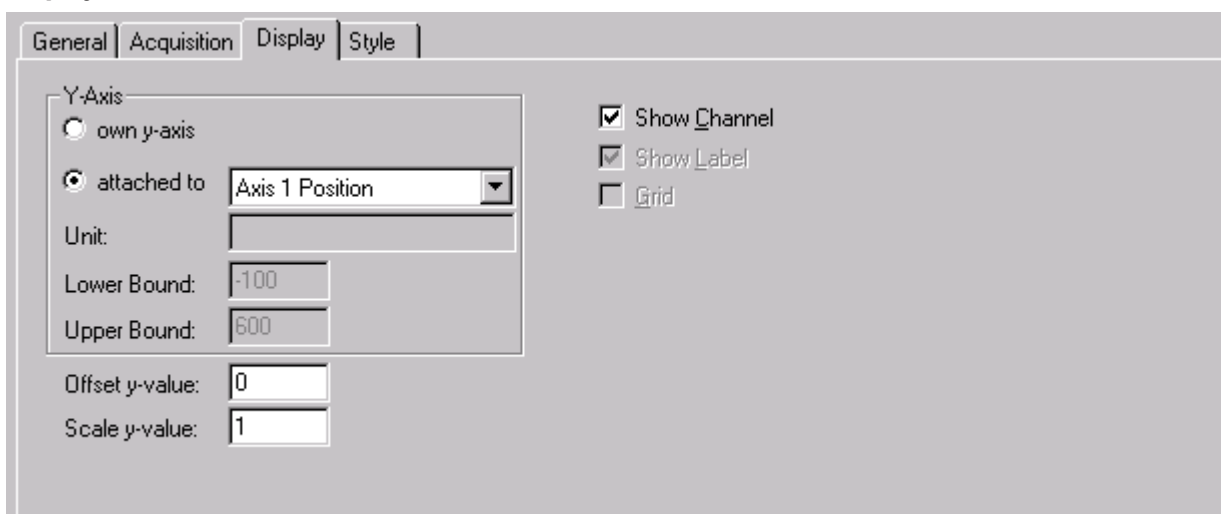 General Acquisition Display Style
Y-Axis
own y-axis
attached to Axis 1 Position
Unit:
Lower Bound: -100
Upper Bound: 600
Offset y-value: 0
Scale y-value: 1
Show Channel
Show Label
Grid